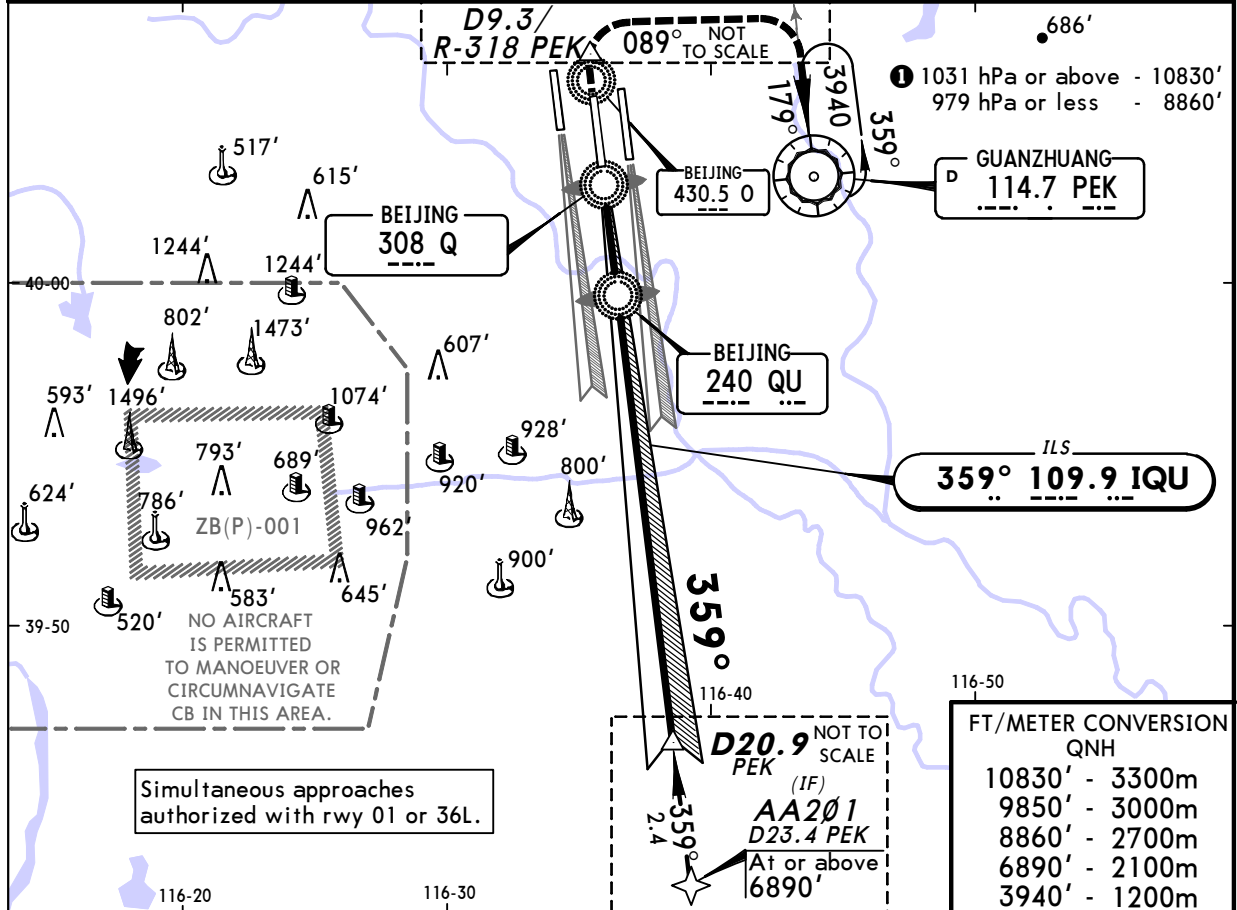 D9.3/
R-318 PEK
089°
NOT
TO SCALE
686'
❶ 1031 hPa or above - 10830'
979 hPa or less - 8860'
179°
3940
359°
517'
615'
BEIJING
430.5 O
GUANZHUANG
D 114.7 PEK
BEIJING
308 Q
1244'
1244'
40-00
802'
1473'
607'
BEIJING
240 QU
593'
1496'
1074'
793'
689'
928'
920'
800'
ILS
359° 109.9 IQU
624'
786'
ZB(P)-001
962'
900'
583'
645'
520'
39-50
NO AIRCRAFT
IS PERMITTED
TO MANOEUVER OR
CIRCUMNAVIGATE
CB IN THIS AREA.
359°
116-40
116-50
D20.9
PEK
NOT TO
SCALE
(IF)
AA2Ø1
D23.4 PEK
At or above
6890'
359°
2.4
Simultaneous approaches
authorized with rwy 01 or 36L.
FT/METER CONVERSION
QNH
10830' - 3300m
9850' - 3000m
8860' - 2700m
6890' - 2100m
3940' - 1200m
116-20
116-30